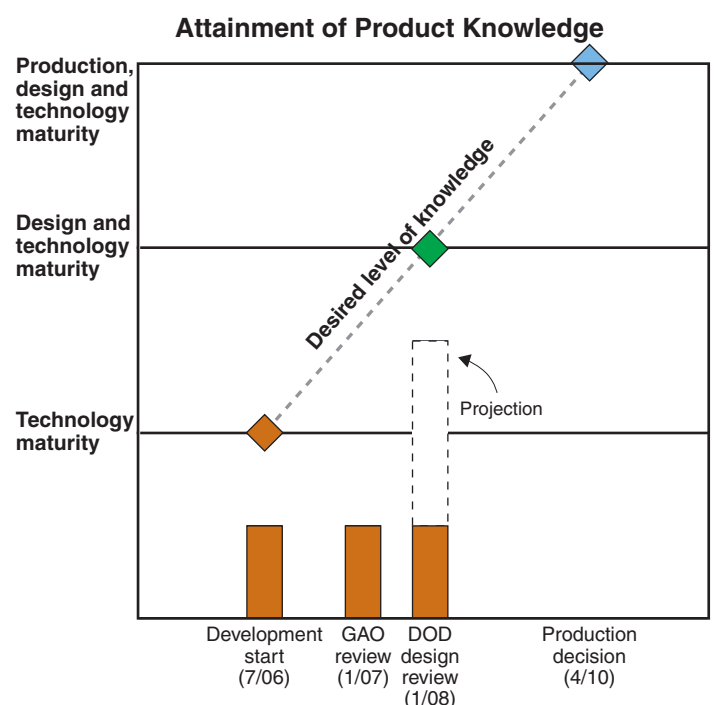 Attainment of Product Knowledge
Production,
design and
technology
maturity
Design and
technology
maturity
Desired level of knowledge
Projection
Technology
maturity
Development
start
(7/06)
GAO
review
(1/07)
DOD
design
review
(1/08)
Production
decision
(4/10)